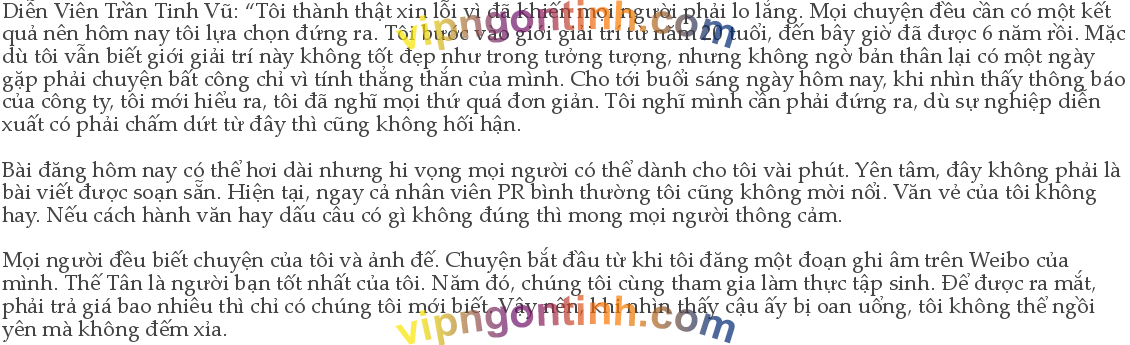 Diễn Viên Trần Tinh Vũ: “Tôi thành thật xin lỗi vì đã khiến mọi người phải lo lắng. Mọi chuyện đều cần có một kết
quả nên hôm nay tôi lựa chọn đứng ra. Tôi bước vào giới giải trí từ năm 20 tuổi, đến bây giờ đã được 6 năm rồi. Mặc
dù tôi vẫn biết giới giải trí này không tốt đẹp như trong tưởng tượng, nhưng không ngờ bản thân lại có một ngày
gặp phải chuyện bất công chỉ vì tính thẳng thắn của mình. Cho tới buổi sáng ngày hôm nay, khi nhìn thấy thông báo
của công ty, tôi mới hiểu ra, tôi đã nghĩ mọi thứ quá đơn giản. Tôi nghĩ mình cần phải đứng ra, dù sự nghiệp diễn
xuất có phải chấm dứt từ đây thì cũng không hối hận.
Bài đăng hôm nay có thể hơi dài nhưng hi vọng mọi người có thể dành cho tôi vài phút. Yên tâm, đây không phải là
bài viết được soạn sẵn. Hiện tại, ngay cả nhân viên PR bình thường tôi cũng không mời nổi. Văn vẻ của tôi không
hay. Nếu cách hành văn hay dấu câu có gì không đúng thì mong mọi người thông cảm.
Mọi người đều biết chuyện của tôi và ảnh đế. Chuyện bắt đầu từ khi tôi đăng một đoạn ghi âm trên Weibo của
mình. Thế Tân là người bạn tốt nhất của tôi. Năm đó, chúng tôi cùng tham gia làm thực tập sinh. Để được ra mắt,
phải trả giá bao nhiêu thì chỉ có chúng tôi mới biết. Vậy nên, khi nhìn thấy cậu ấy bị oan uổng, tôi không thể ngồi
yên mà không đếm xỉa.
vipngontinh.com
vipngontinh.com